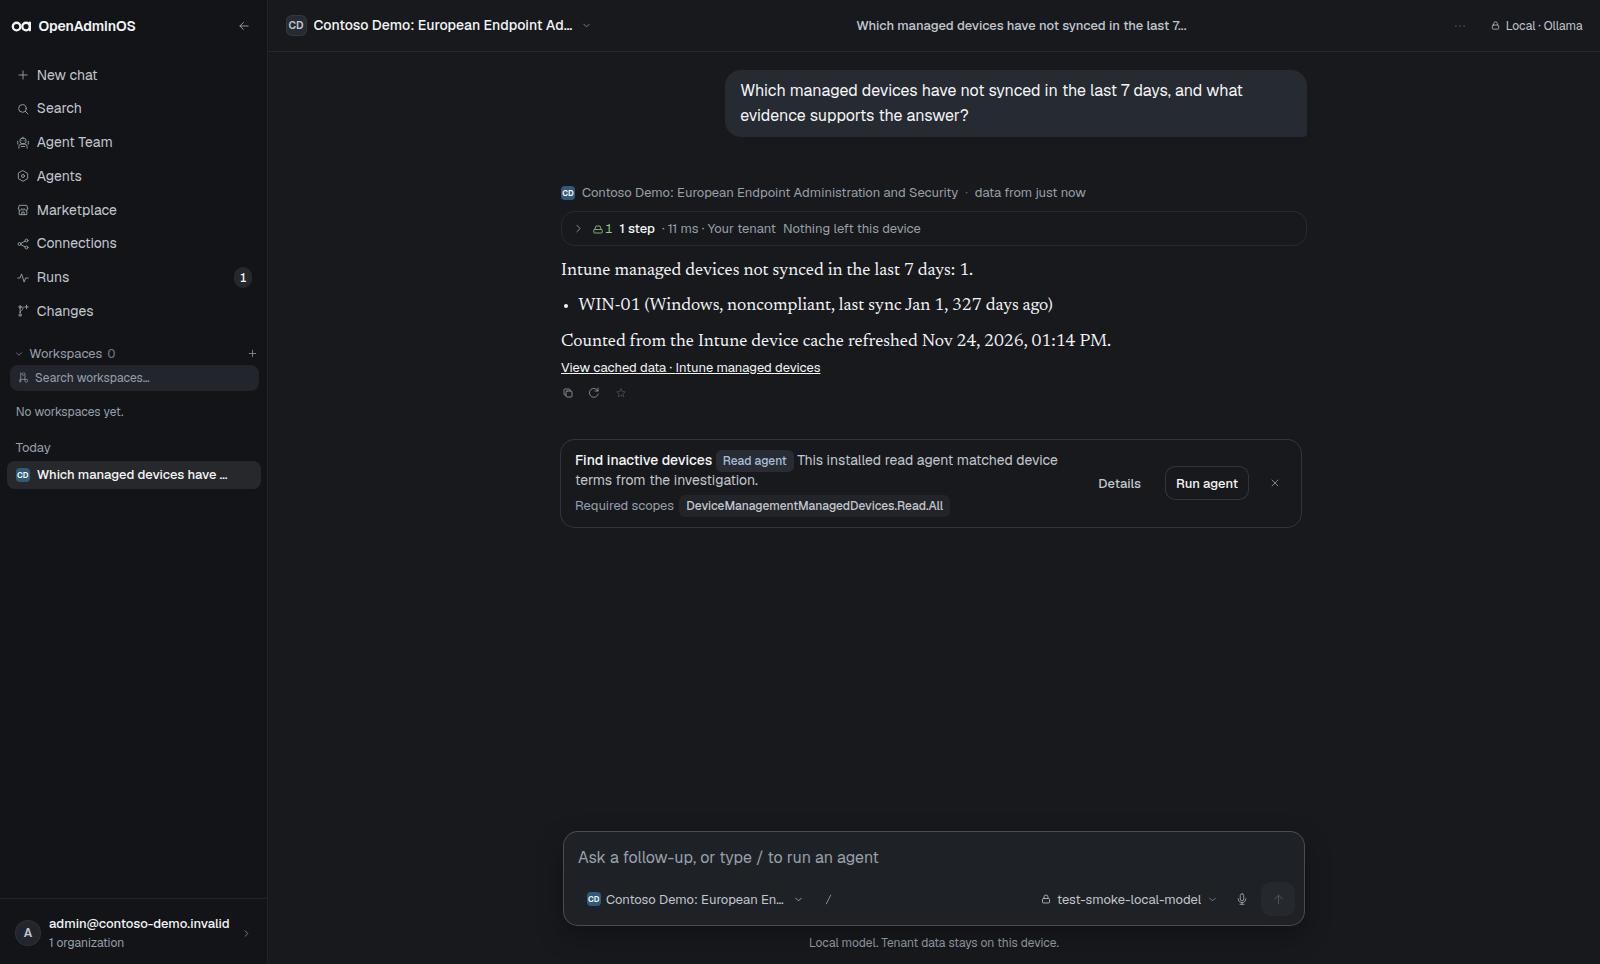 OpenAdminOS
New chat
Search
Agent Team
Agents
Marketplace
Connections
Runs 1
Changes
Workspaces 0
Search workspaces...
No workspaces yet.
Today
CD Which managed devices have ...
A admin@contoso-demo.invalid
1 organization
CD Contoso Demo: European Endpoint Ad...
Which managed devices have not synced in the last 7...
Local · Ollama
Which managed devices have not synced in the last 7 days, and what
evidence supports the answer?
CD Contoso Demo: European Endpoint Administration and Security · data from just now
1 1 step · 11 ms · Your tenant Nothing left this device
Intune managed devices not synced in the last 7 days: 1.
• WIN-01 (Windows, noncompliant, last sync Jan 1, 327 days ago)
Counted from the Intune device cache refreshed Nov 24, 2026, 01:14 PM.
View cached data · Intune managed devices
Find inactive devices Read agent This installed read agent matched device
terms from the investigation.
Required scopes DeviceManagementManagedDevices.Read.All
Details Run agent
Ask a follow-up, or type / to run an agent
CD Contoso Demo: European En... / test-smoke-local-model
Local model. Tenant data stays on this device.